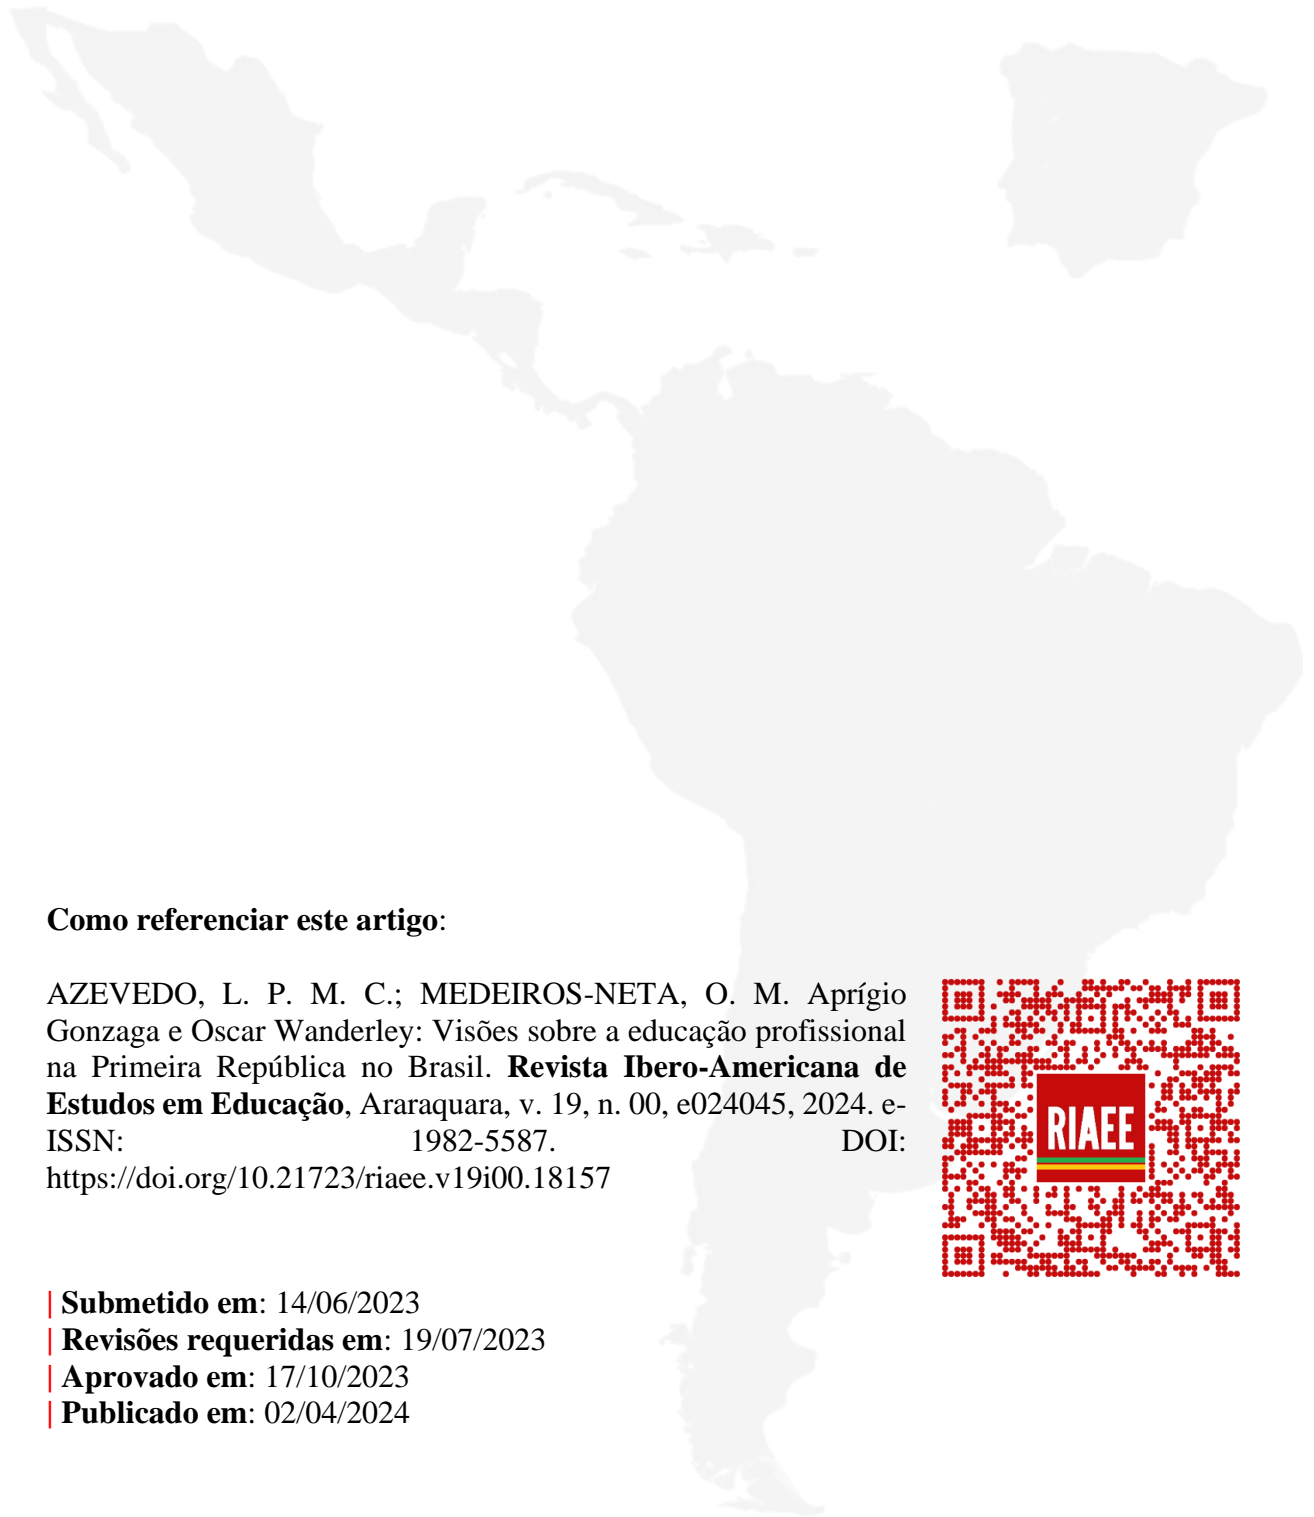 Como referenciar este artigo:
AZEVEDO, L. P. M. C.; MEDEIROS-NETA, O. M. Aprígio
Gonzaga e Oscar Wanderley: Visões sobre a educação profissional
na Primeira República no Brasil. Revista Ibero-Americana de
Estudos em Educação, Araraquara, v. 19, n. 00, e024045, 2024. e-
ISSN: 1982-5587. DOI:
https://doi.org/10.21723/riaee.v19i00.18157
RIAEE
| Submetido em: 14/06/2023
| Revisões requeridas em: 19/07/2023
| Aprovado em: 17/10/2023
| Publicado em: 02/04/2024